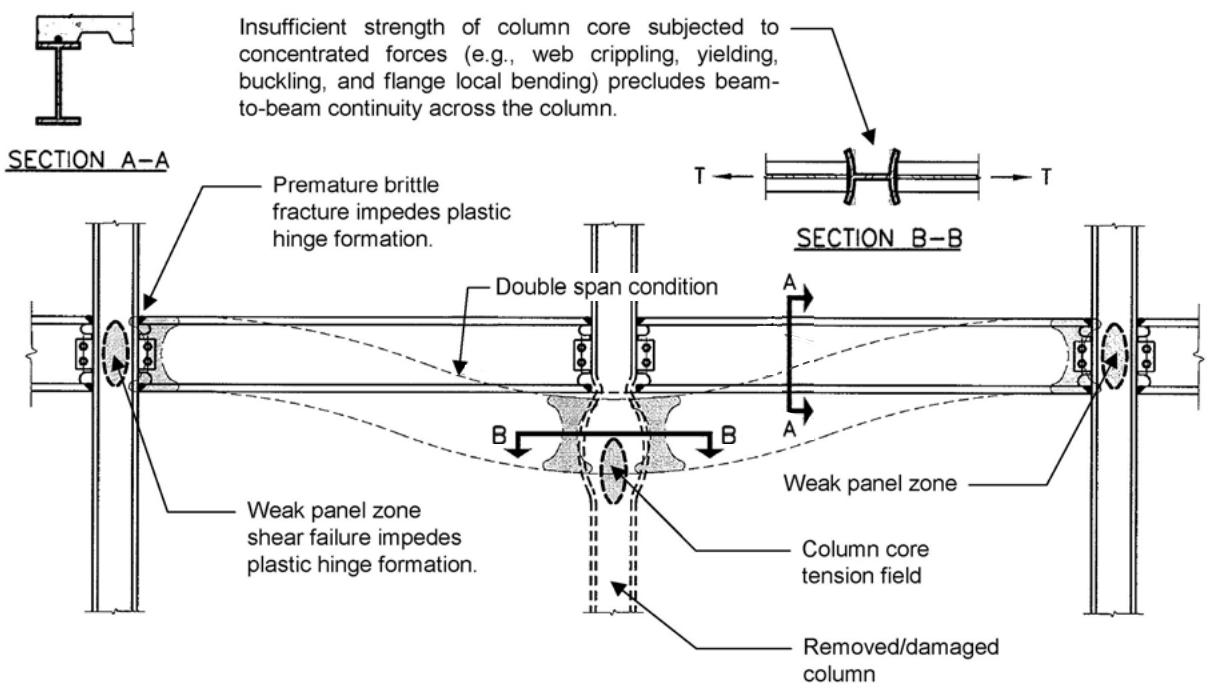 Insufficient strength of column core subjected to
concentrated forces (e.g., web crippling, yielding,
buckling, and flange local bending) precludes beam-
to-beam continuity across the column.
SECTION A-A
T
T
SECTION B-B
Premature brittle
fracture impedes plastic
hinge formation.
Double span condition
A
A
B
B
Weak panel zone
shear failure impedes
plastic hinge formation.
Weak panel zone
Column core
tension field
Removed/damaged
column